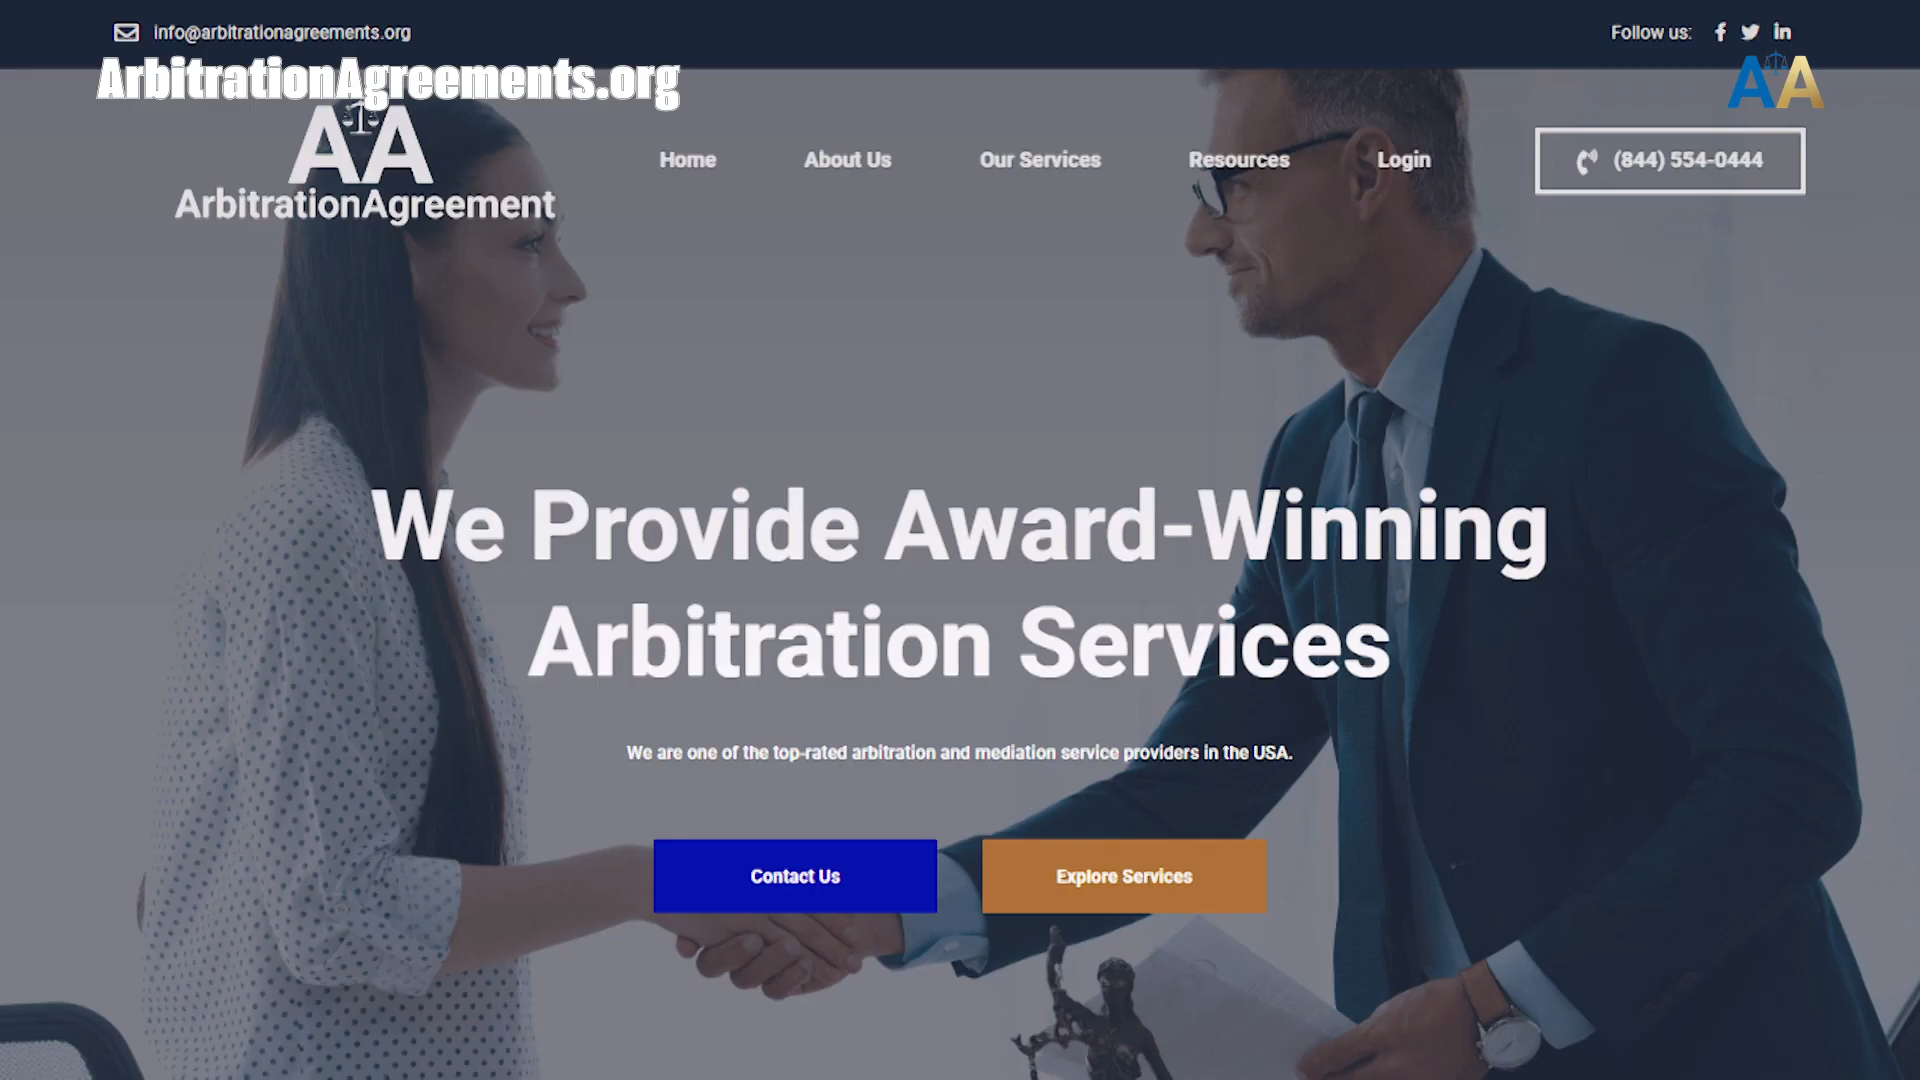 info@arbitrationagreements.org
Follow us:
ArbitrationAgreements.org
AA
AA
ArbitrationAgreement
Home
About Us
Our Services
Resources
Login
(844) 554-0444
We Provide Award-Winning
Arbitration Services
We are one of the top-rated arbitration and mediation service providers in the USA.
Contact Us
Explore Services